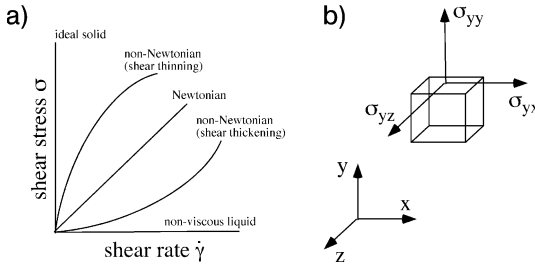 a)
ideal solid
non-Newtonian
(shear thinning)
Newtonian
non-Newtonian
(shear thickening)
non-viscous liquid
shear stress σ
shear rate γ̇
b)
σyy
σyx
σyz
y
x
z